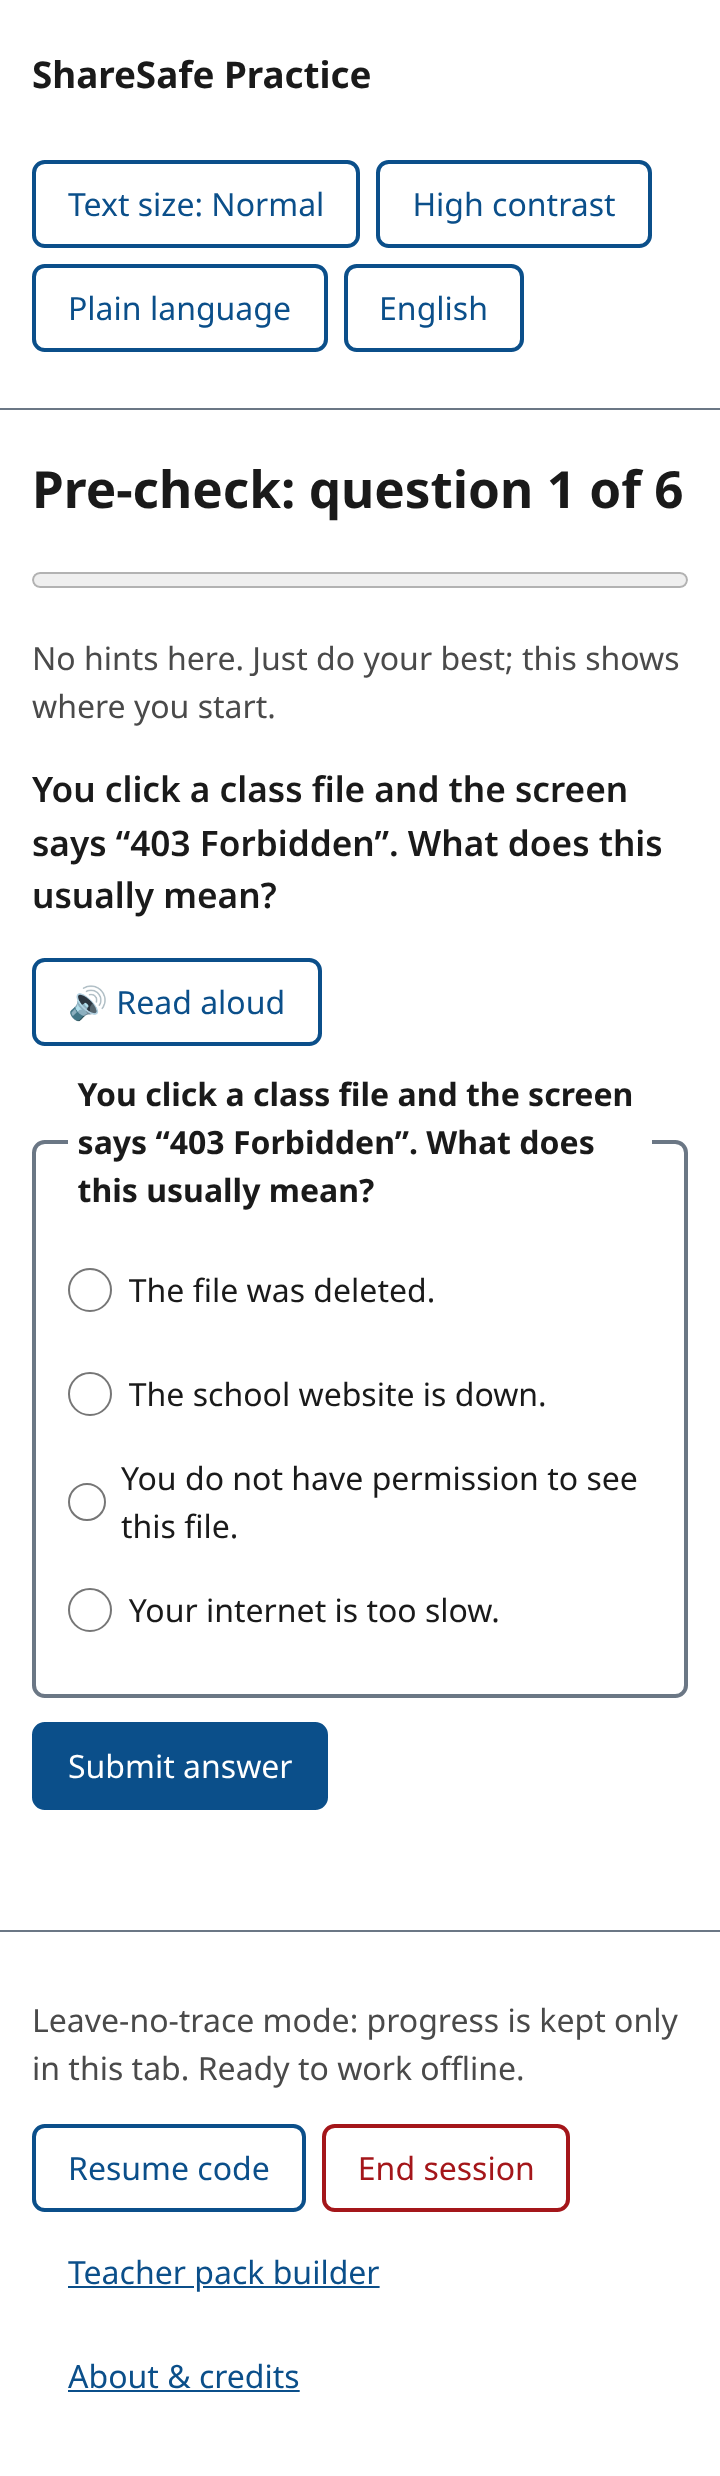 ShareSafe Practice
Text size: Normal
High contrast
Plain language
English
Pre-check: question 1 of 6
No hints here. Just do your best; this shows
where you start.
You click a class file and the screen
says “403 Forbidden”. What does this
usually mean?
🔊 Read aloud
You click a class file and the screen
says “403 Forbidden”. What does
this usually mean?
The file was deleted.
The school website is down.
You do not have permission to see
this file.
Your internet is too slow.
Submit answer
Leave-no-trace mode: progress is kept only
in this tab. Ready to work offline.
Resume code
End session
Teacher pack builder
About & credits